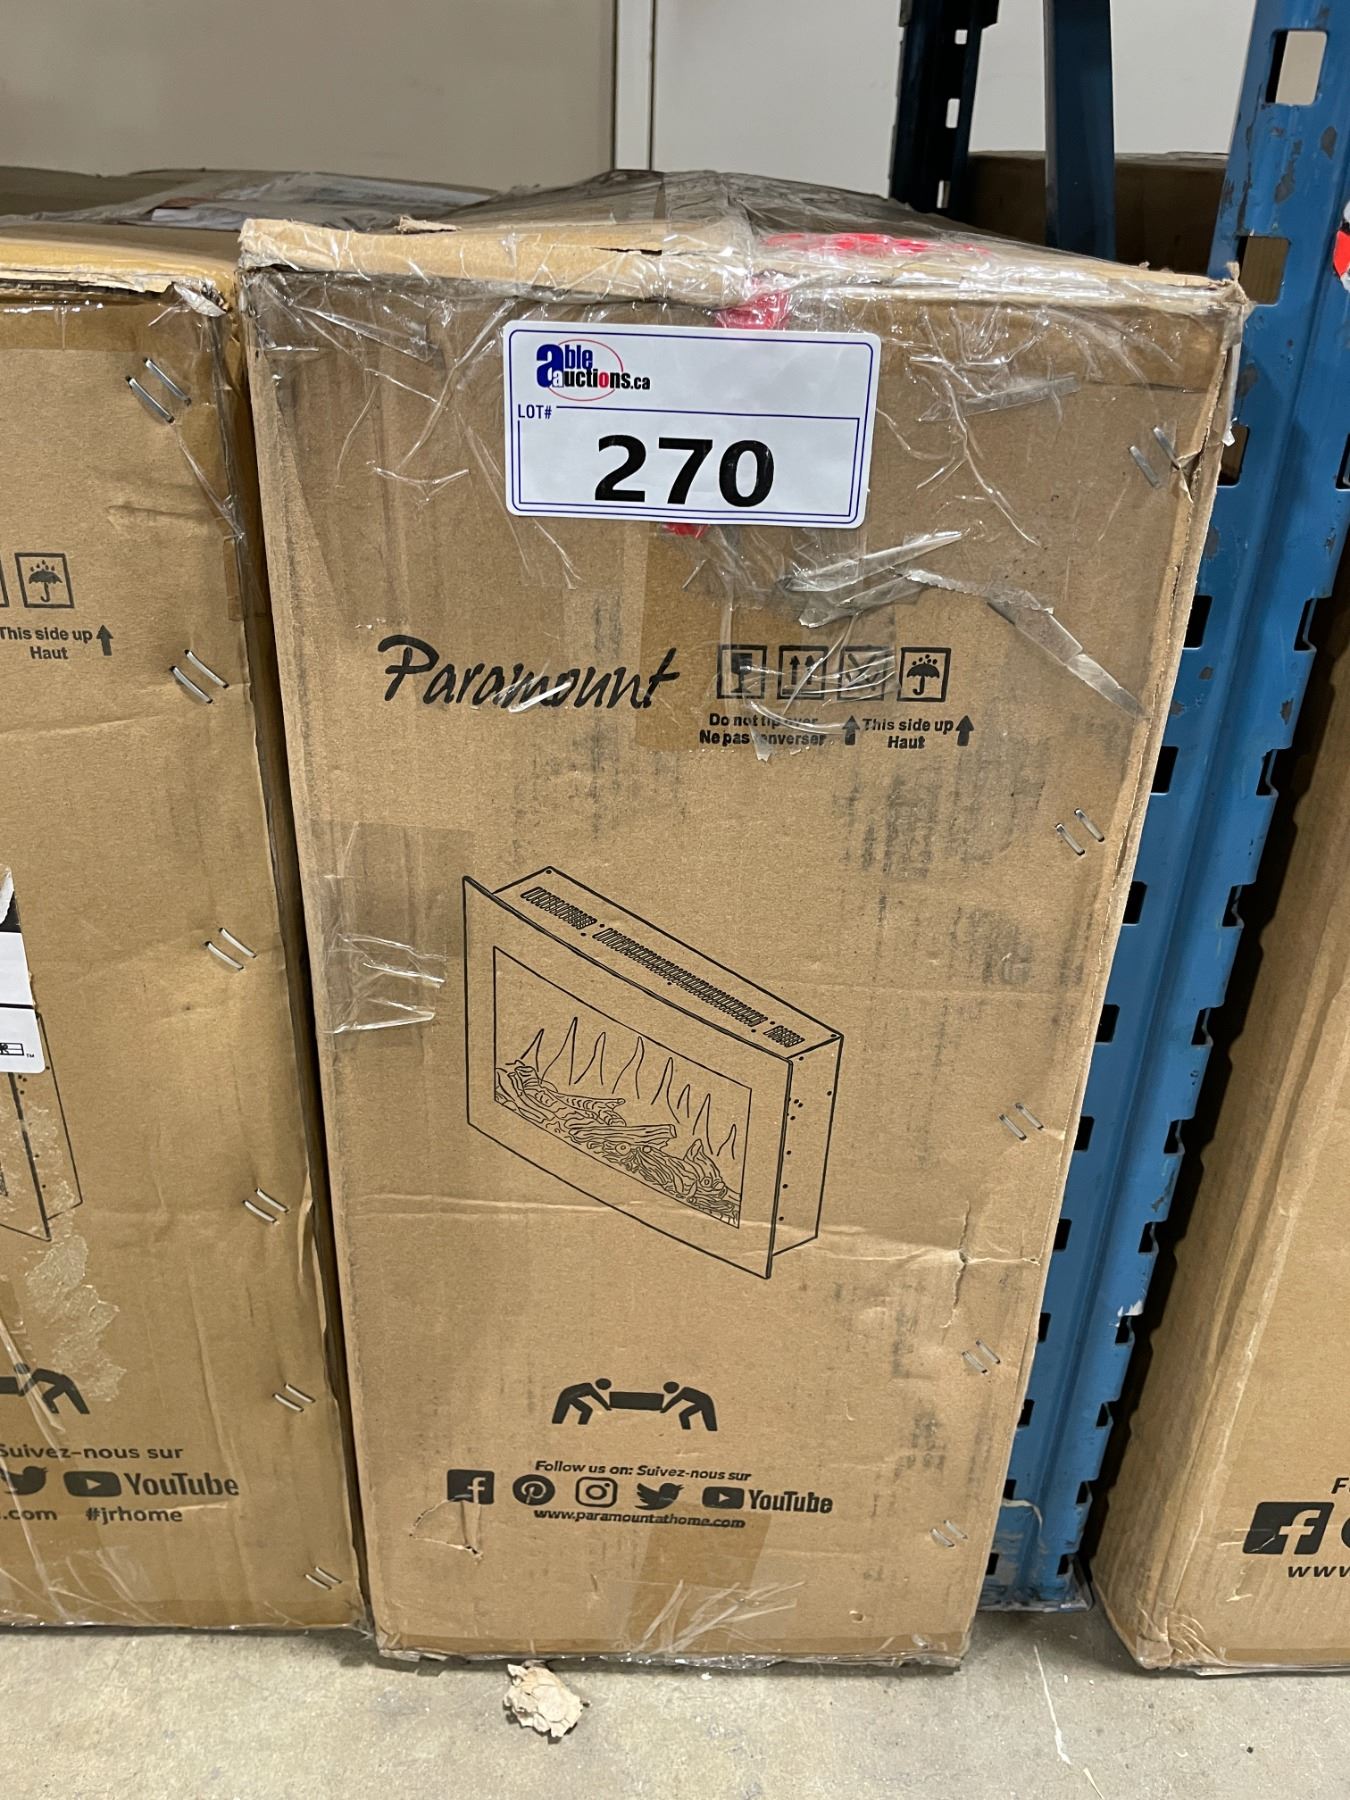 able
auctions.ca
LOT#
270
Paramount
Do not tip over
Ne pas renverser
This side up
Haut
Follow us on: Suivez-nous sur
YouTube
www.paramountathome.com
This side up
Haut
Suivez-nous sur
YouTube
.com #jrhome
www